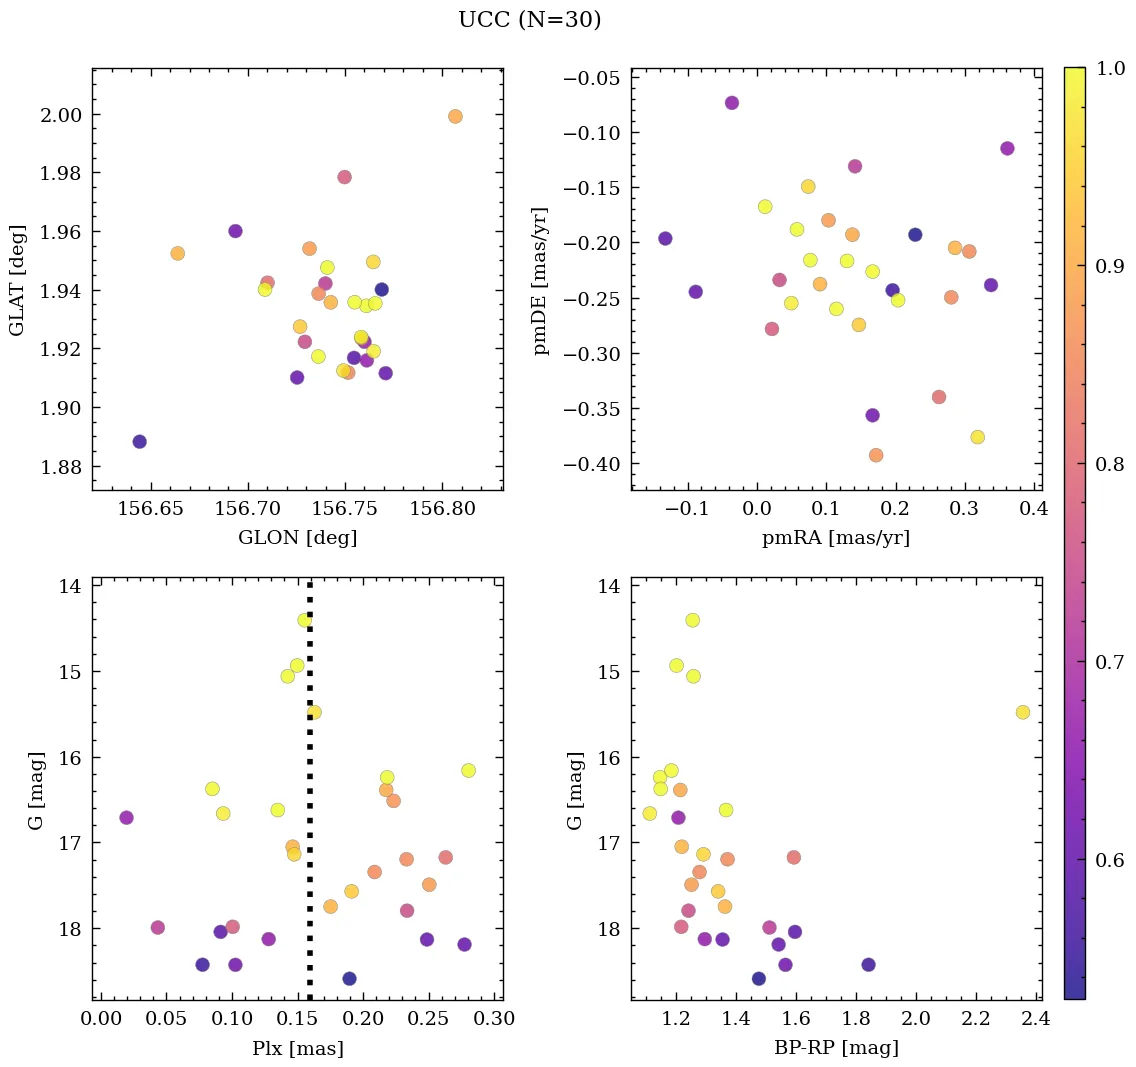 UCC (N=30)
2.00
1.98
1.96
1.94
1.92
1.90
1.88
GLAT [deg]
156.65 156.70 156.75 156.80
GLON [deg]
−0.05
−0.10
−0.15
−0.20
−0.25
−0.30
−0.35
−0.40
pmDE [mas/yr]
−0.1 0.0 0.1 0.2 0.3 0.4
pmRA [mas/yr]
14
15
16
17
18
G [mag]
0.00 0.05 0.10 0.15 0.20 0.25 0.30
Plx [mas]
14
15
16
17
18
G [mag]
1.2 1.4 1.6 1.8 2.0 2.2 2.4
BP-RP [mag]
1.0
0.9
0.8
0.7
0.6